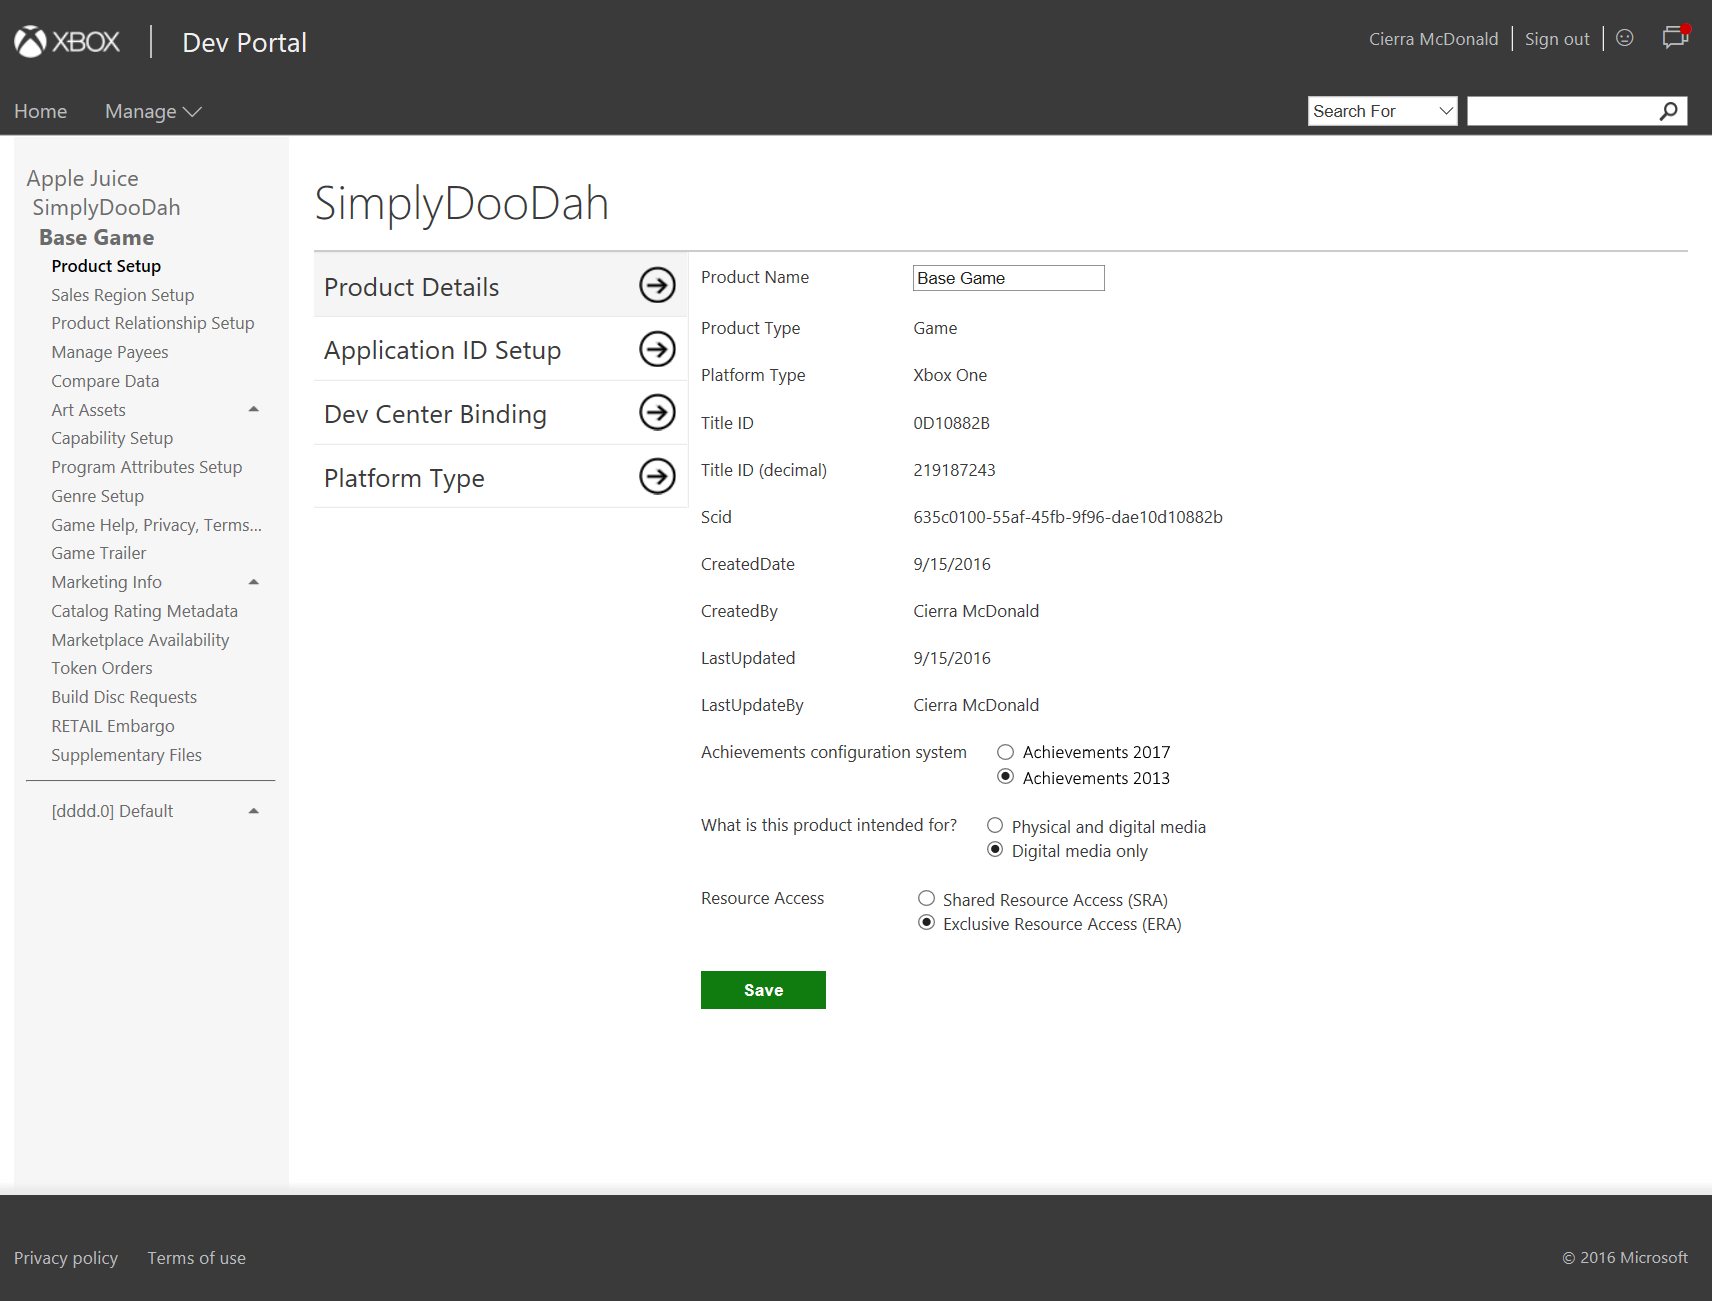 XBOX
Dev Portal
Cierra McDonald
Sign out
Home
Manage
Search For
Apple Juice
SimplyDooDah
Base Game
Product Setup
Sales Region Setup
Product Relationship Setup
Manage Payees
Compare Data
Art Assets
Capability Setup
Program Attributes Setup
Genre Setup
Game Help, Privacy, Terms...
Game Trailer
Marketing Info
Catalog Rating Metadata
Marketplace Availability
Token Orders
Build Disc Requests
RETAIL Embargo
Supplementary Files
[dddd.0] Default
SimplyDooDah
Product Details
Application ID Setup
Dev Center Binding
Platform Type
Product Name Base Game
Product Type Game
Platform Type Xbox One
Title ID 0D10882B
Title ID (decimal) 219187243
Scid 635c0100-55af-45fb-9f96-dae10d10882b
CreatedDate 9/15/2016
CreatedBy Cierra McDonald
LastUpdated 9/15/2016
LastUpdateBy Cierra McDonald
Achievements configuration system Achievements 2017
Achievements 2013
What is this product intended for? Physical and digital media
Digital media only
Resource Access Shared Resource Access (SRA)
Exclusive Resource Access (ERA)
Save
Privacy policy
Terms of use
© 2016 Microsoft